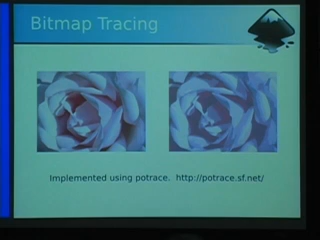 Bitmap Tracing
Implemented using potrace. http://potrace.sf.net/